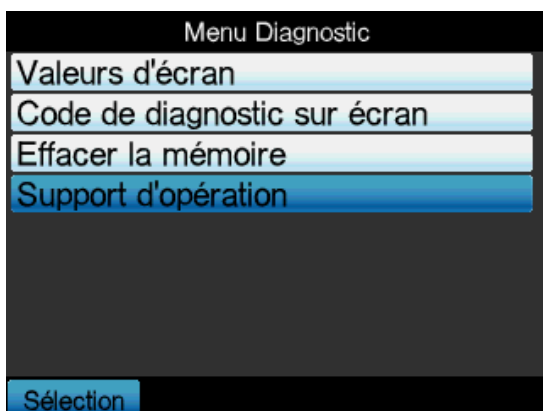 Menu Diagnostic
Valeurs d'écran
Code de diagnostic sur écran
Effacer la mémoire
Support d'opération
Sélection